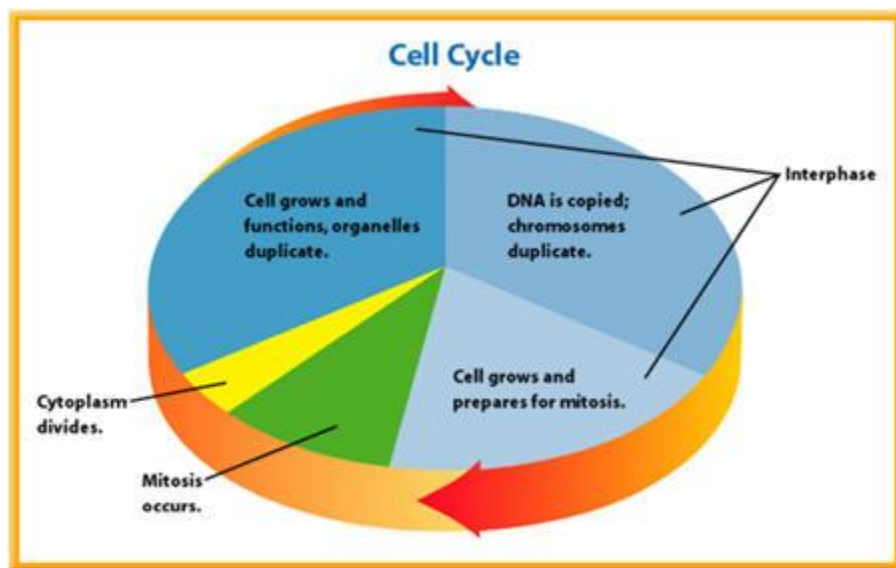 Cell Cycle
Interphase
Cell grows and
functions, organelles
duplicate.
DNA is copied;
chromosomes
duplicate.
Cell grows and
prepares for mitosis.
Cytoplasm
divides.
Mitosis
occurs.